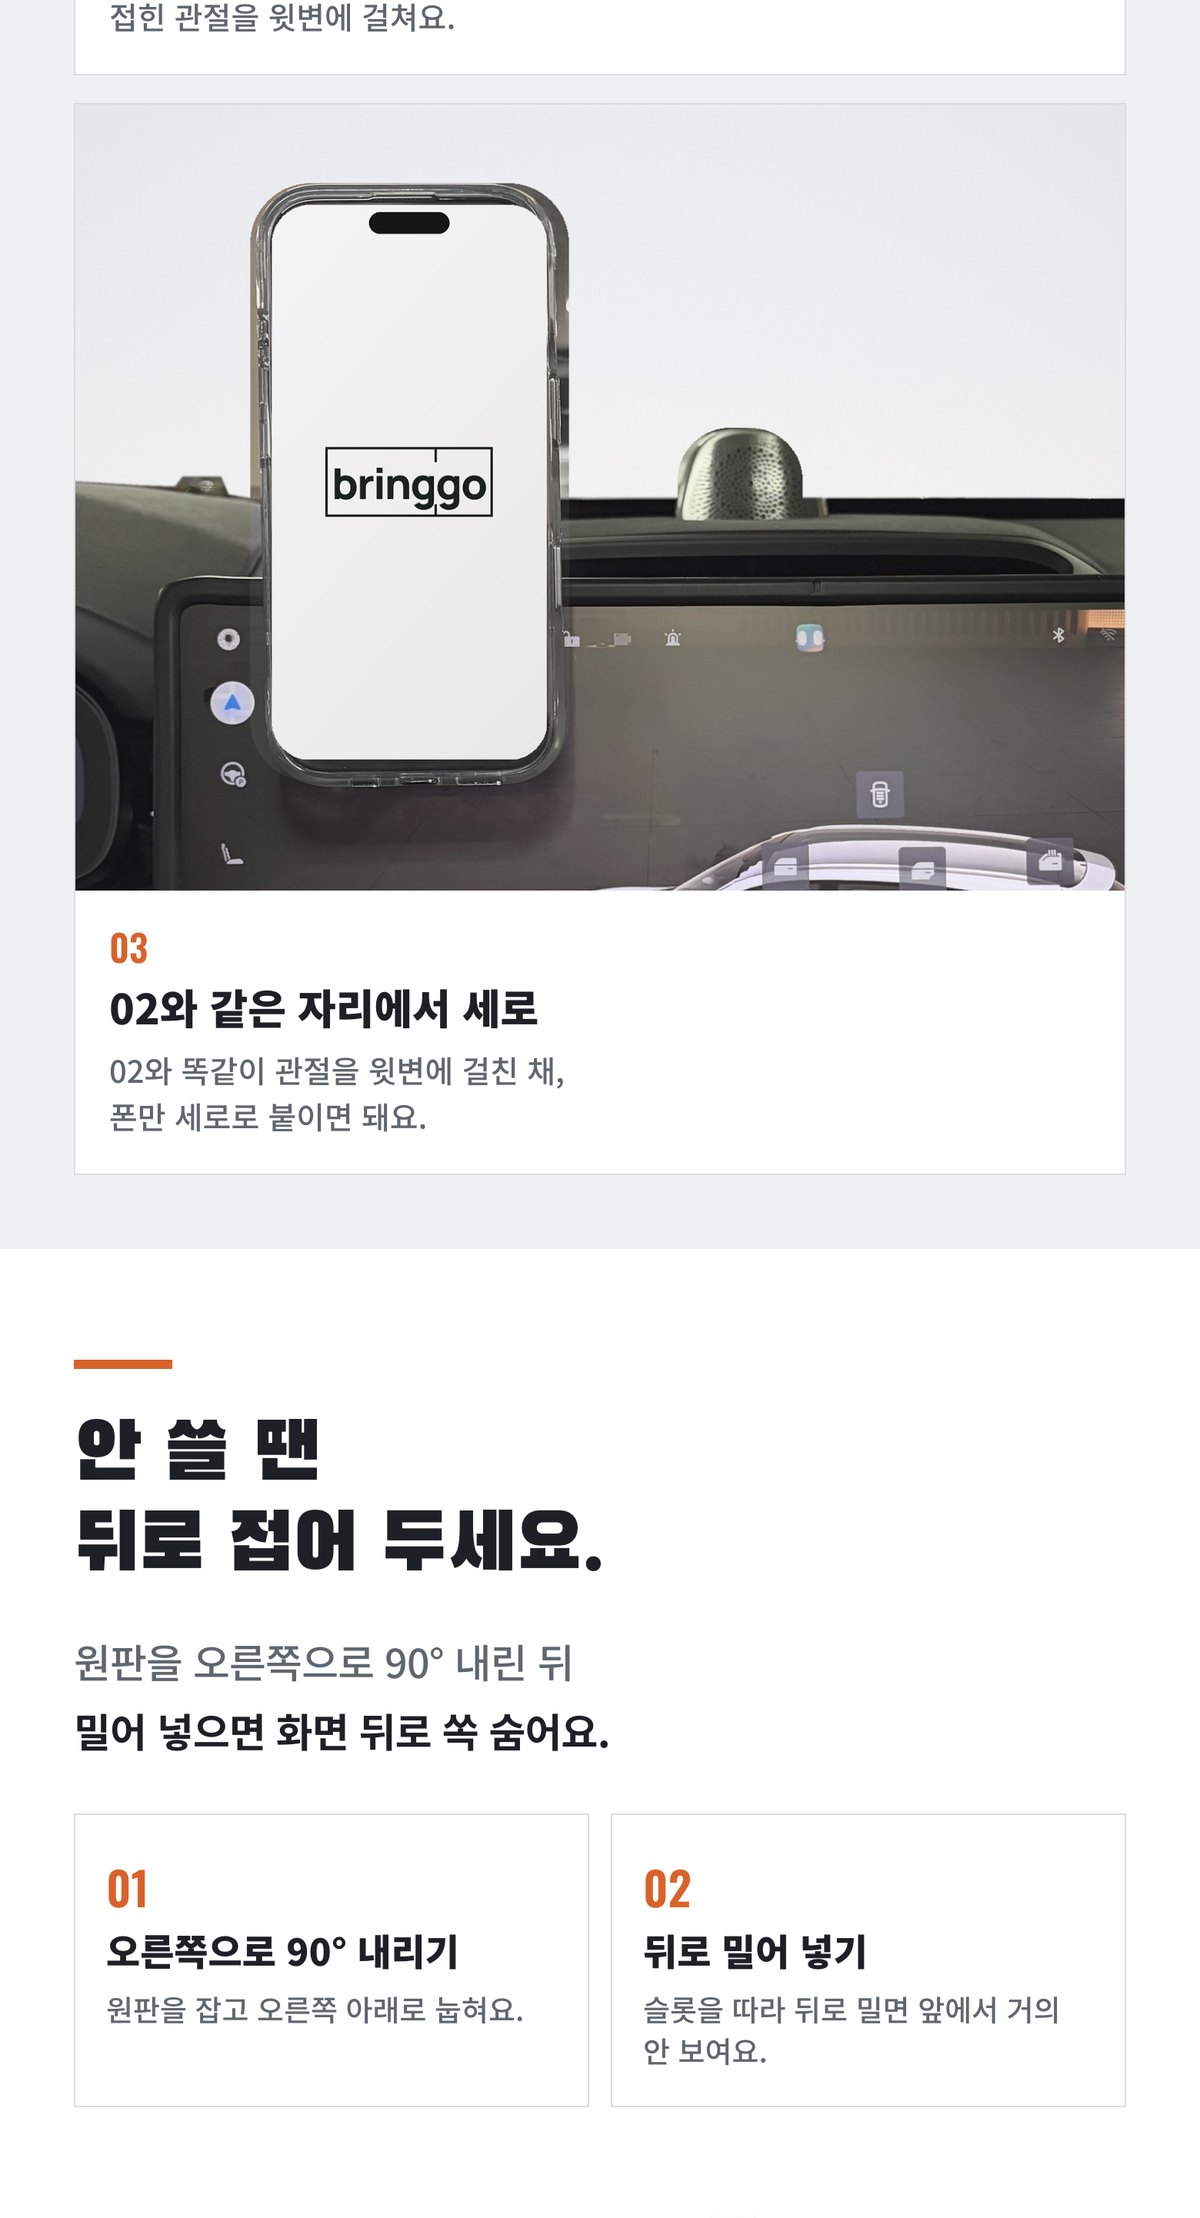 접힌 관절을 윗변에 걸쳐요.
bringgo
03
02와 같은 자리에서 세로
02와 똑같이 관절을 윗변에 걸친 채,
폰만 세로로 붙이면 돼요.
안 쓸 땐
뒤로 접어 두세요.
원판을 오른쪽으로 90° 내린 뒤
밀어 넣으면 화면 뒤로 쏙 숨어요.
01
오른쪽으로 90° 내리기
원판을 잡고 오른쪽 아래로 눕혀요.
02
뒤로 밀어 넣기
슬롯을 따라 뒤로 밀면 앞에서 거의
안 보여요.